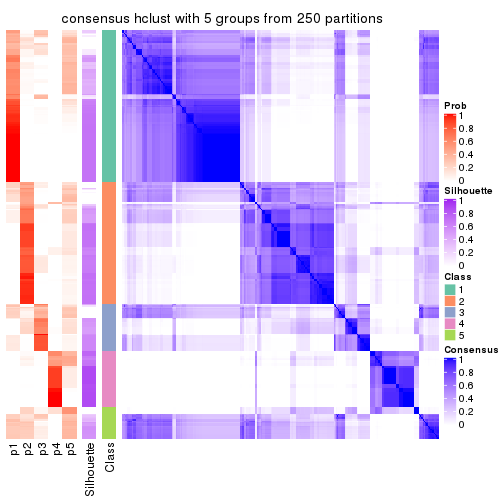 consensus hclust with 5 groups from 250 partitions
Prob
1
0.8
0.6
0.4
0.2
0
Silhouette
1
0.8
0.6
0.4
0.2
0
Class
1
2
3
4
5
Consensus
1
0.8
0.6
0.4
0.2
0
p1
p2
p3
p4
p5
Silhouette
Class